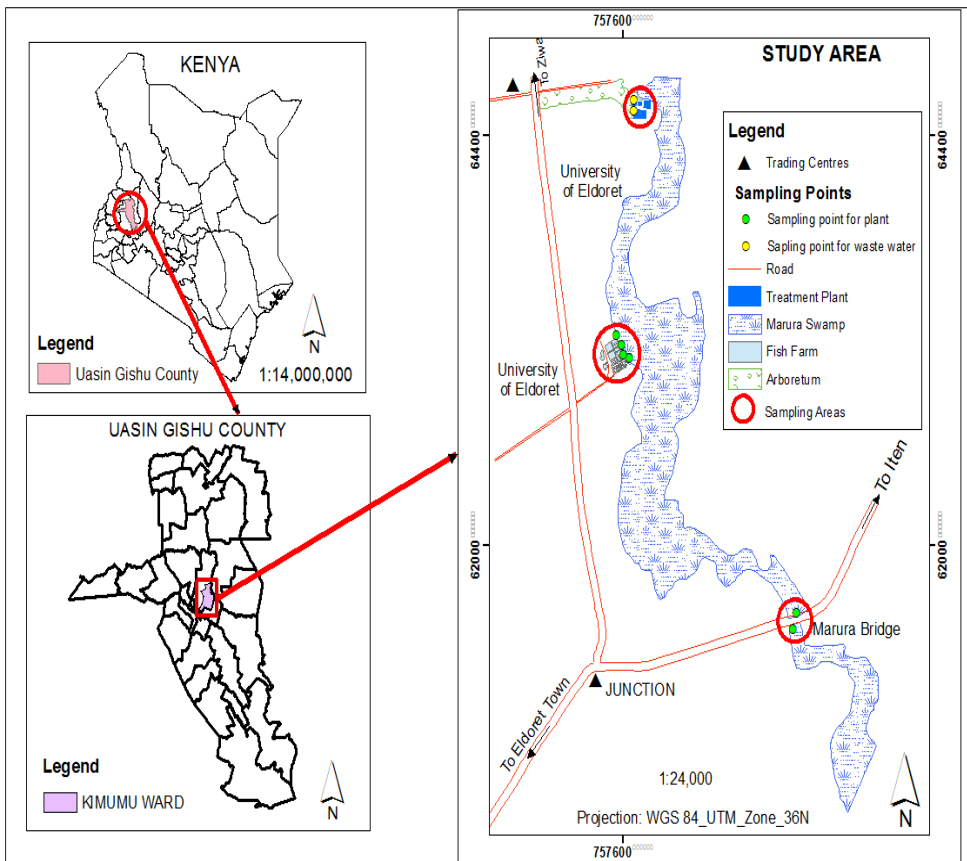 KENYA
Legend
Uasin Gishu County
1:14,000,000
N
UASIN GISHU COUNTY
Legend
KIMUMU WARD
N
757600
STUDY AREA
To Ziwa
64400
University
of Eldoret
University
of Eldoret
Legend
Trading Centres
Sampling Points
Sampling point for plant
Sapling point for waste water
Road
Treatment Plant
Marura Swamp
Fish Farm
Arboretum
Sampling Areas
To Iten
62000
Marura Bridge
JUNCTION
To Eldoret Town
1:24,000
N
Projection: WGS 84_UTM_Zone_36N
64400
62000
757600